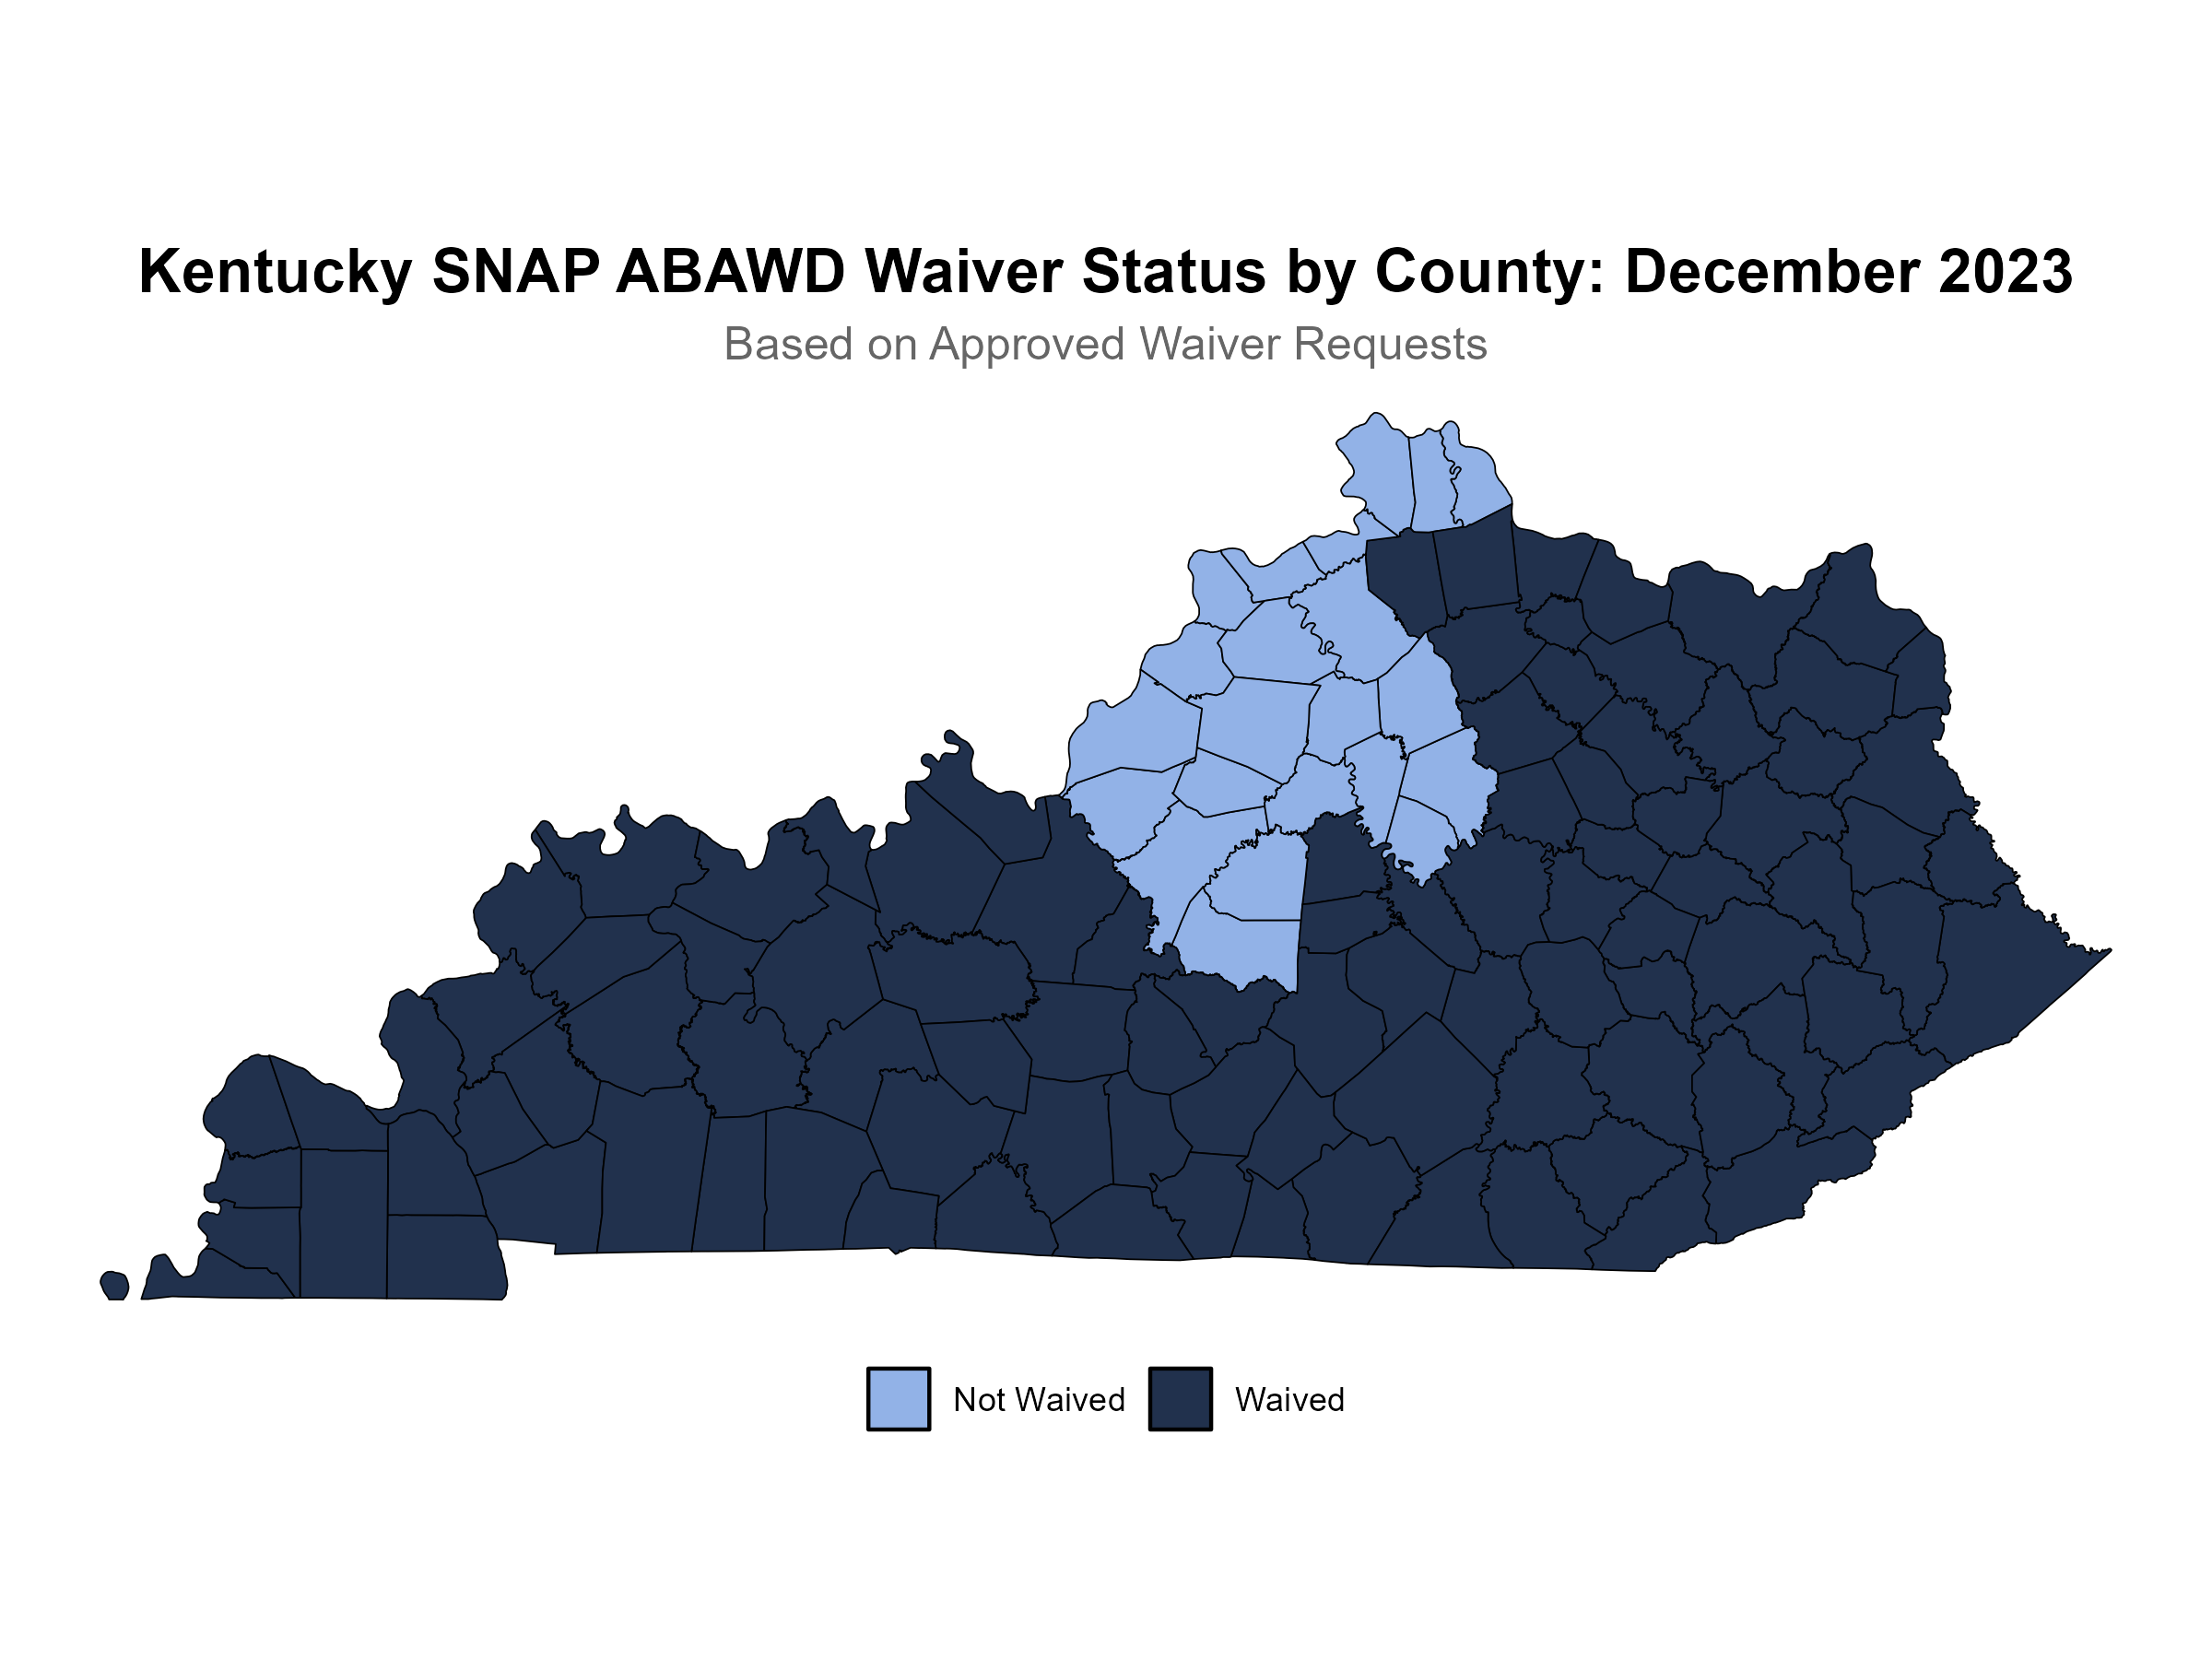 Kentucky SNAP ABAWD Waiver Status by County: December 2023
Based on Approved Waiver Requests
Not Waived Waived